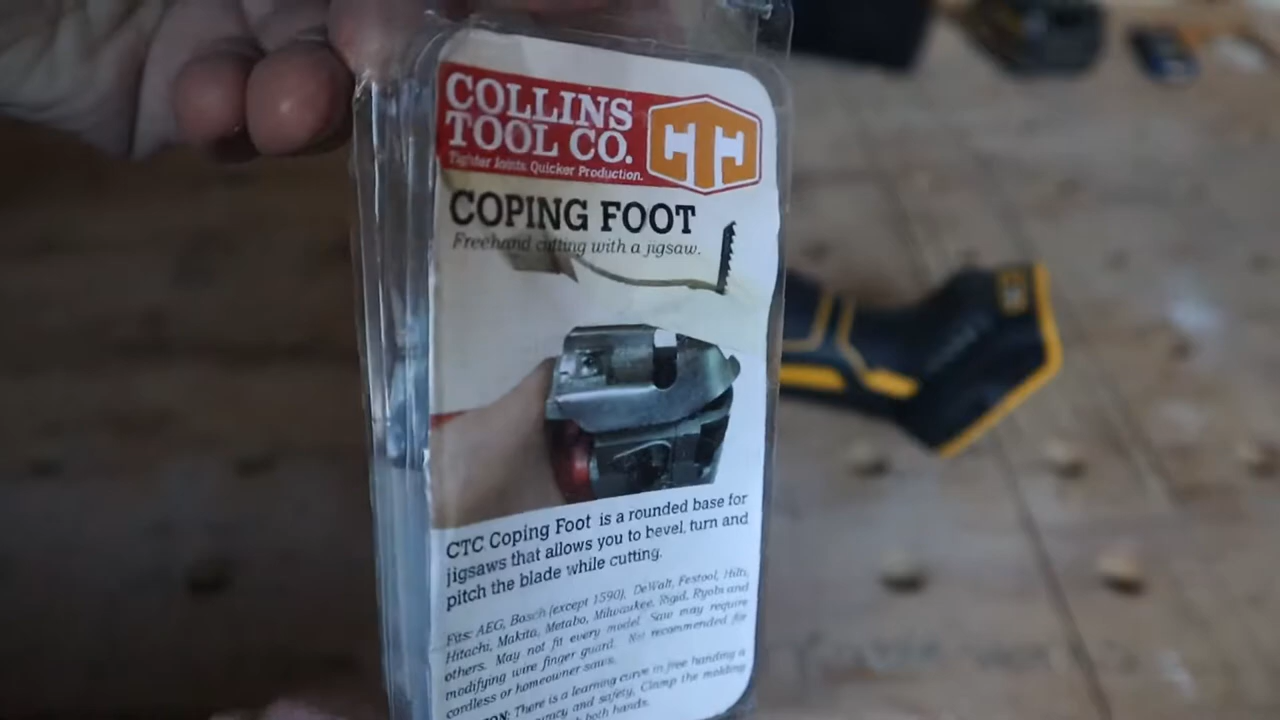 COLLINS
TOOL CO.
CTC
Tighter Joints. Quicker Production.
COPING FOOT
Freehand cutting with a jigsaw.
CTC Coping Foot is a rounded base for
jigsaws that allows you to bevel, turn and
pitch the blade while cutting.
Fits: AEG, Bosch (except 1590), DeWalt, Festool, Hilti,
Hitachi, Makita, Metabo, Milwaukee, Rigid, Ryobi and
others. May not fit every model. Saw may require
modifying wire finger guard. Not recommended for
cordless or homeowner saws.
There is a learning curve in free handing a
and safety, Clamp the molding
both hands.